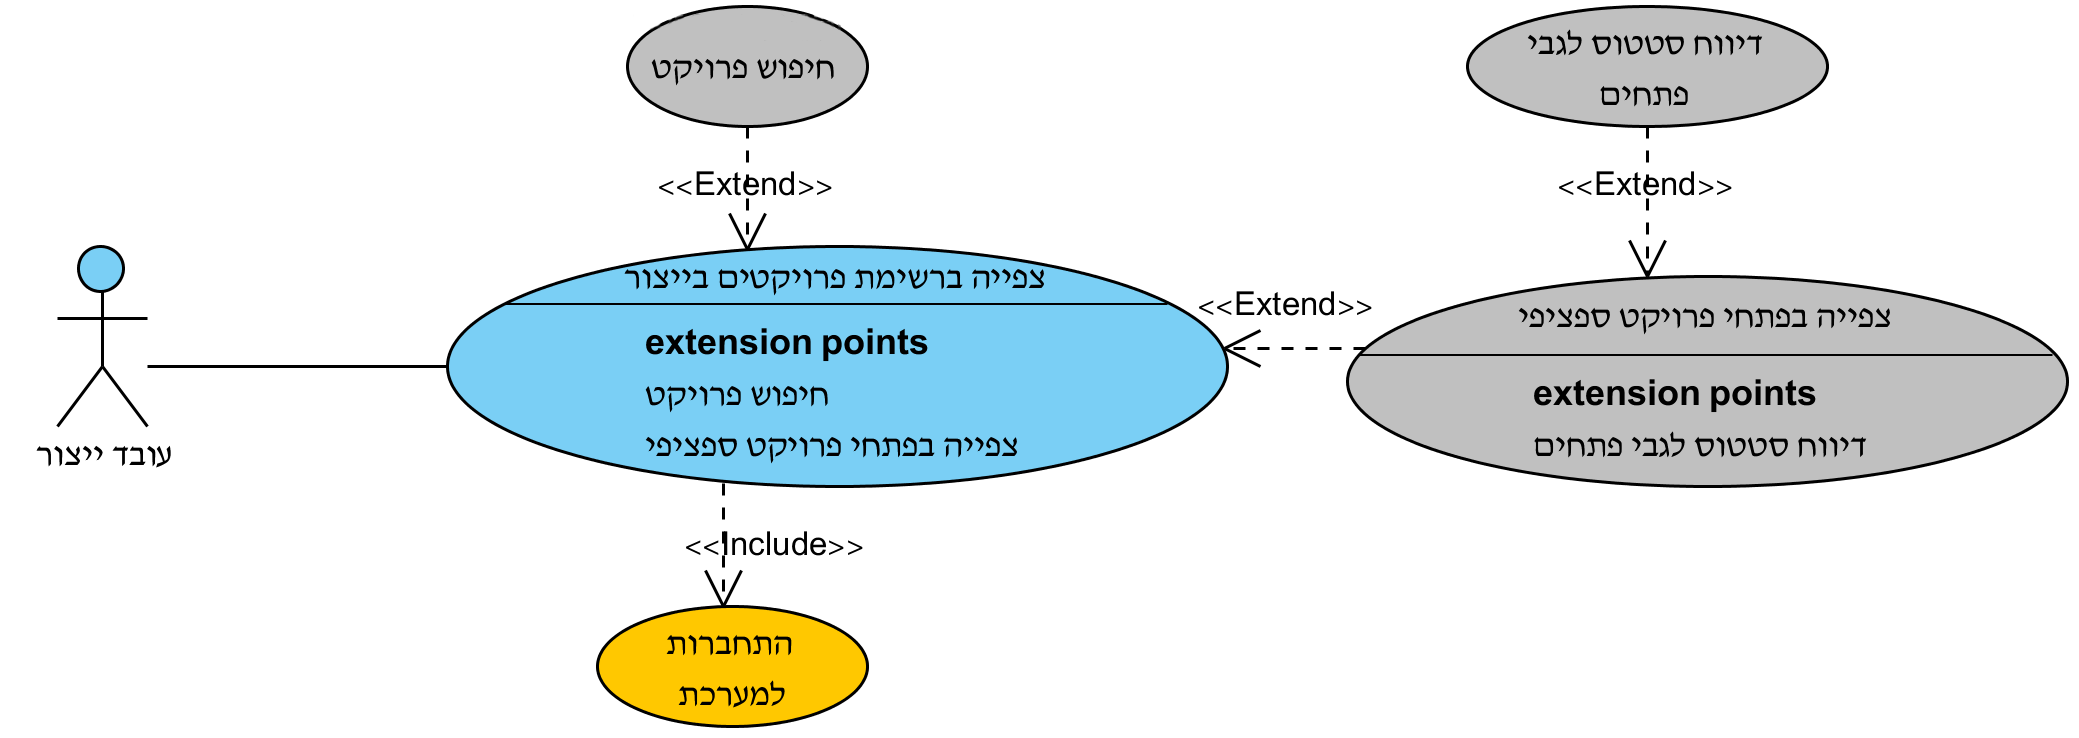 חיפוש פרויקט
דיווח סטטוס לגבי
פתחים
<<Extend>>
<<Extend>>
צפייה ברשימת פרויקטים בייצור
extension points
חיפוש פרויקט
צפייה בפתחי פרויקט ספציפי
<<Extend>>
צפייה בפתחי פרויקט ספציפי
extension points
דיווח סטטוס לגבי פתחים
עובד ייצור
<<Include>>
התחברות
למערכת